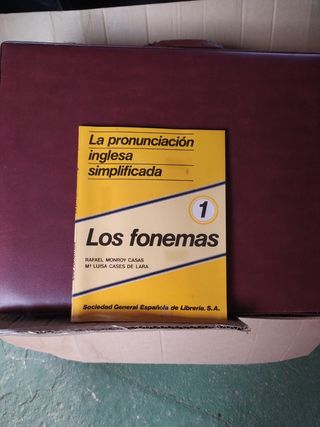 La pronunciación
inglesa
simplificada
1
Los fonemas
RAFAEL MONROY CASAS
Mª LUISA CASES DE LARA
Sociedad General Española de Librería, S.A.